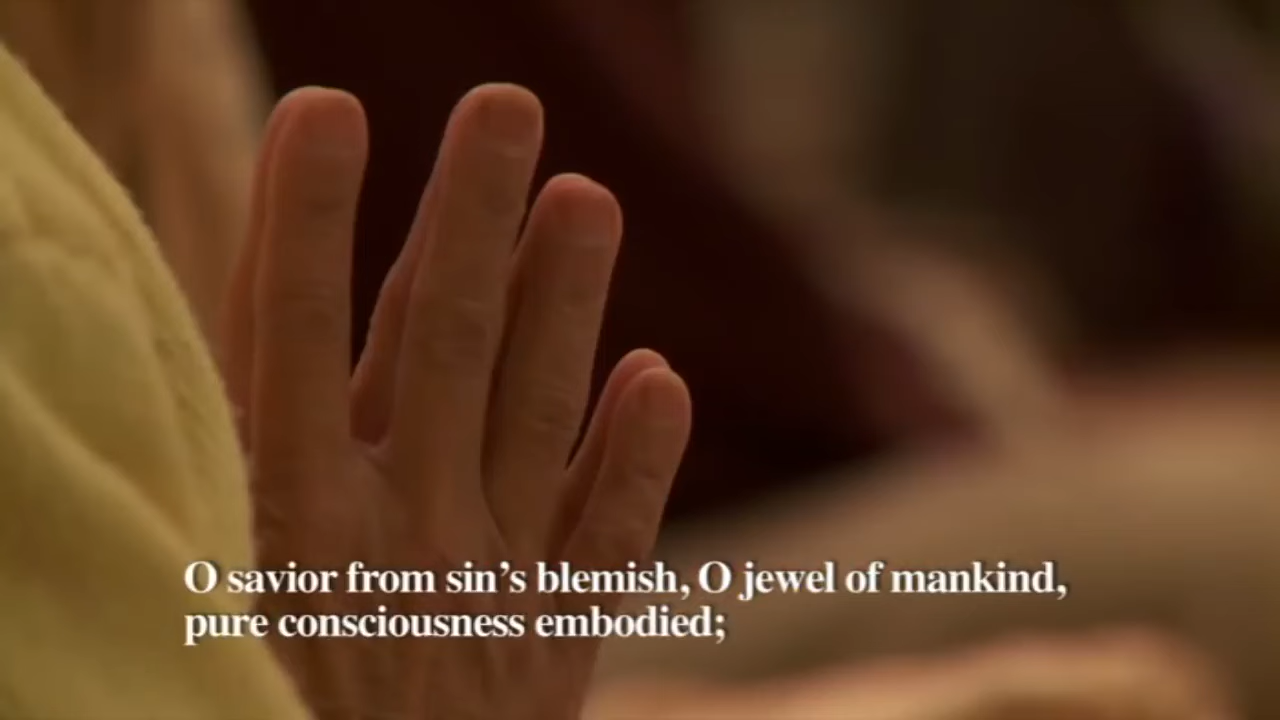 O savior from sin’s blemish, O jewel of mankind,
pure consciousness embodied;